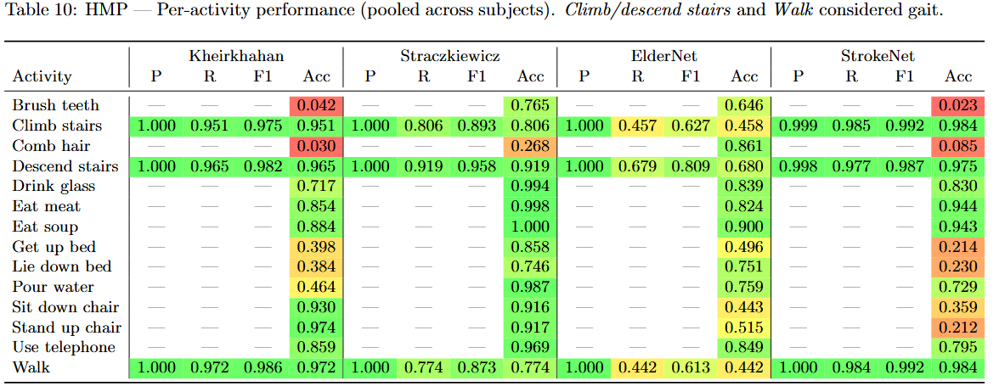 Table 10: HMP — Per-activity performance (pooled across subjects). Climb/descend stairs and Walk considered gait.
Kheirkhahan Straczkiewicz ElderNet StrokeNet
Activity P R F1 Acc P R F1 Acc P R F1 Acc P R F1 Acc
Brush teeth — — — 0.042 — — — 0.765 — — — 0.646 — — — 0.023
Climb stairs 1.000 0.951 0.975 0.951 1.000 0.806 0.893 0.806 1.000 0.457 0.627 0.458 0.999 0.985 0.992 0.984
Comb hair — — — 0.030 — — — 0.268 — — — 0.861 — — — 0.085
Descend stairs 1.000 0.965 0.982 0.965 1.000 0.919 0.958 0.919 1.000 0.679 0.809 0.680 0.998 0.977 0.987 0.975
Drink glass — — — 0.717 — — — 0.994 — — — 0.839 — — — 0.830
Eat meat — — — 0.854 — — — 0.998 — — — 0.824 — — — 0.944
Eat soup — — — 0.884 — — — 1.000 — — — 0.900 — — — 0.943
Get up bed — — — 0.398 — — — 0.858 — — — 0.496 — — — 0.214
Lie down bed — — — 0.384 — — — 0.746 — — — 0.751 — — — 0.230
Pour water — — — 0.464 — — — 0.987 — — — 0.759 — — — 0.729
Sit down chair — — — 0.930 — — — 0.916 — — — 0.443 — — — 0.359
Stand up chair — — — 0.974 — — — 0.917 — — — 0.515 — — — 0.212
Use telephone — — — 0.859 — — — 0.969 — — — 0.849 — — — 0.795
Walk 1.000 0.972 0.986 0.972 1.000 0.774 0.873 0.774 1.000 0.442 0.613 0.442 1.000 0.984 0.992 0.984